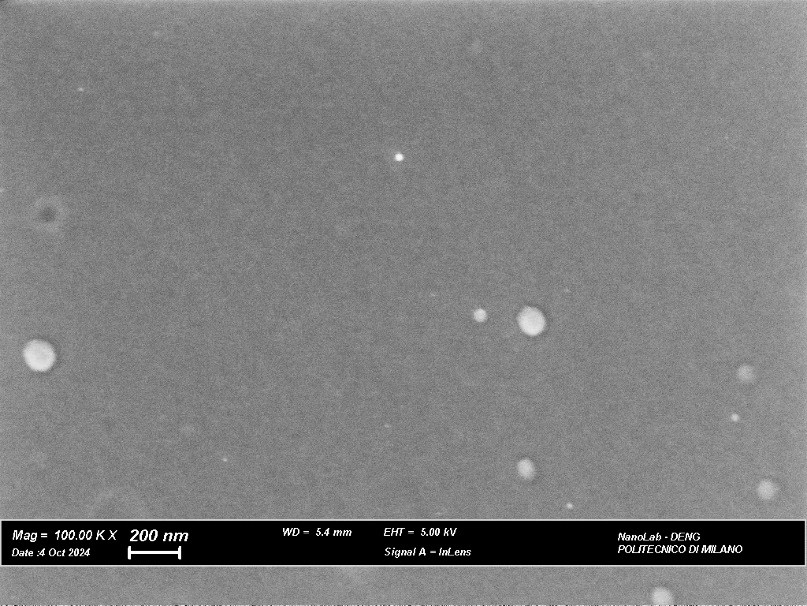 Mag = 100.00 K X 200 nm WD = 5.4 mm EHT = 5.00 kV NanoLab - DENG
Date :4 Oct 2024 Signal A = InLens POLITECNICO DI MILANO